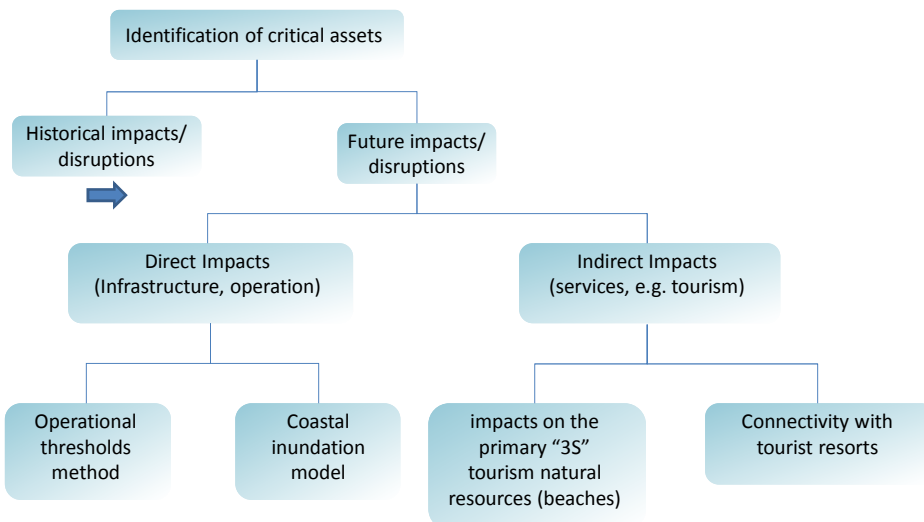 Identification of critical assets
Historical impacts/
disruptions
Future impacts/
disruptions
Direct Impacts
(Infrastructure, operation)
Indirect Impacts
(services, e.g. tourism)
Operational
thresholds
method
Coastal
inundation
model
impacts on the
primary “3S”
tourism natural
resources (beaches)
Connectivity with
tourist resorts